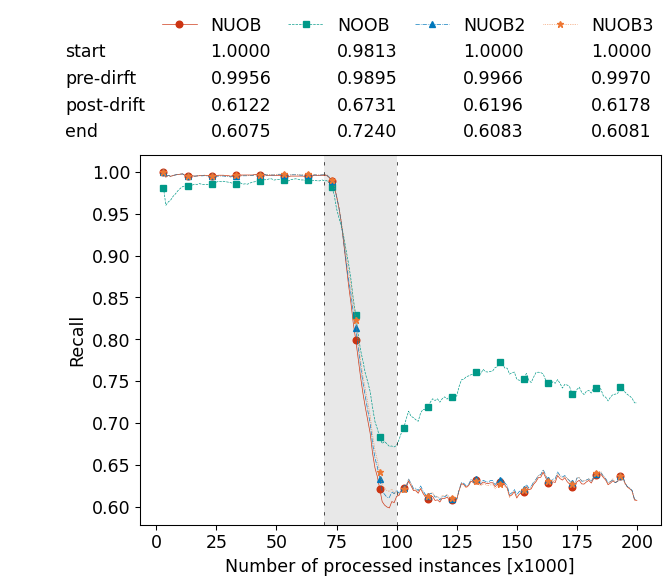 NUOB NOOB NUOB2 NUOB3
start 1.0000 0.9813 1.0000 1.0000
pre-dirft 0.9956 0.9895 0.9966 0.9970
post-drift 0.6122 0.6731 0.6196 0.6178
end 0.6075 0.7240 0.6083 0.6081
1.00
0.95
0.90
0.85
0.80
0.75
0.70
0.65
0.60
Recall
0 25 50 75 100 125 150 175 200
Number of processed instances [x1000]